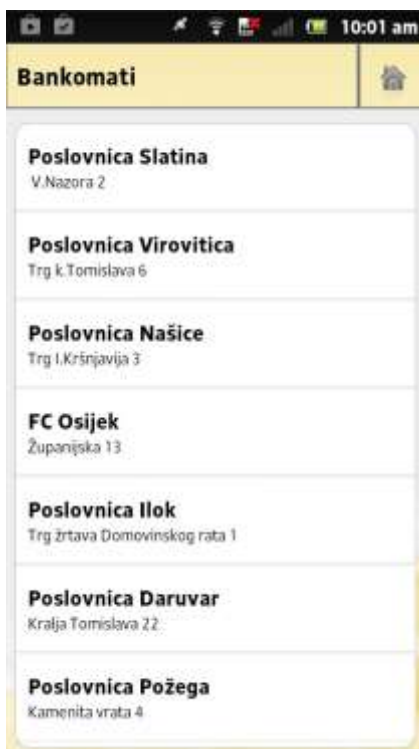 10:01 am
Bankomati
Poslovnica Slatina
V.Nazora 2
Poslovnica Virovitica
Trg k.Tomislava 6
Poslovnica Našice
Trg I.Kršnjavija 3
FC Osijek
Županijska 13
Poslovnica Ilok
Trg žrtava Domovinskog rata 1
Poslovnica Daruvar
Kralja Tomislava 22
Poslovnica Požega
Kamenita vrata 4